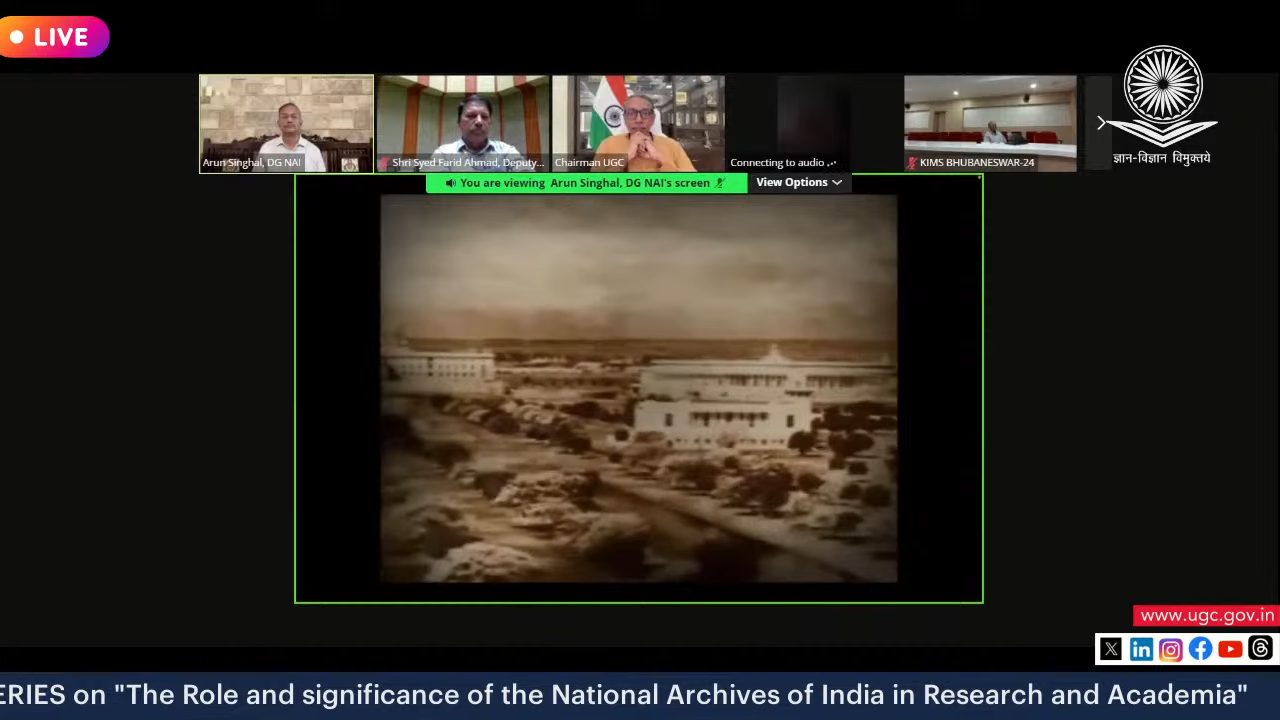 LIVE
Arun Singhal, DG NAI
Shri Syed Farid Ahmad, Deputy...
Chairman UGC
Connecting to audio ...
KIMS BHUBANESWAR-24
ज्ञान-विज्ञान विमुक्तये
You are viewing Arun Singhal, DG NAI's screen
View Options
www.ugc.gov.in
ERIES on "The Role and significance of the National Archives of India in Research and Academia"